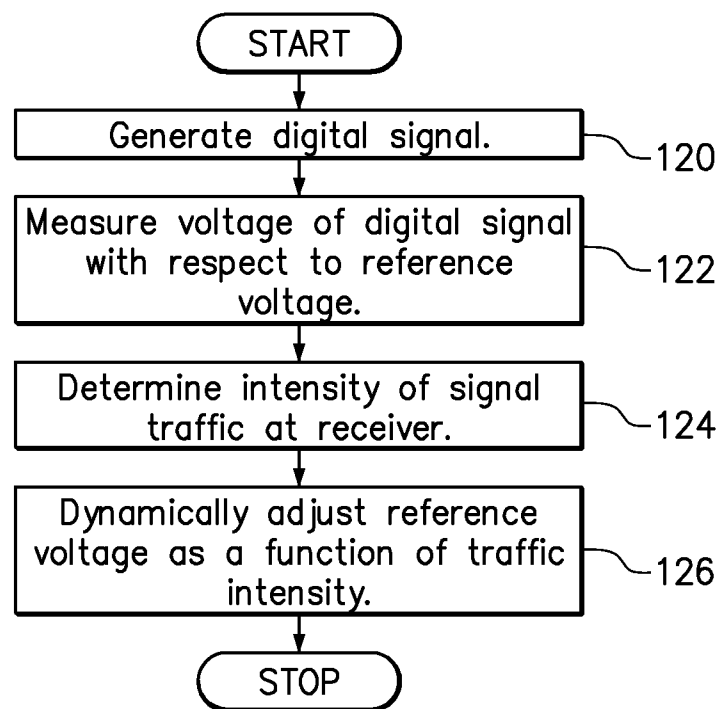 START
Generate digital signal.
120
Measure voltage of digital signal
with respect to reference
voltage.
122
Determine intensity of signal
traffic at receiver.
124
Dynamically adjust reference
voltage as a function of traffic
intensity.
126
STOP